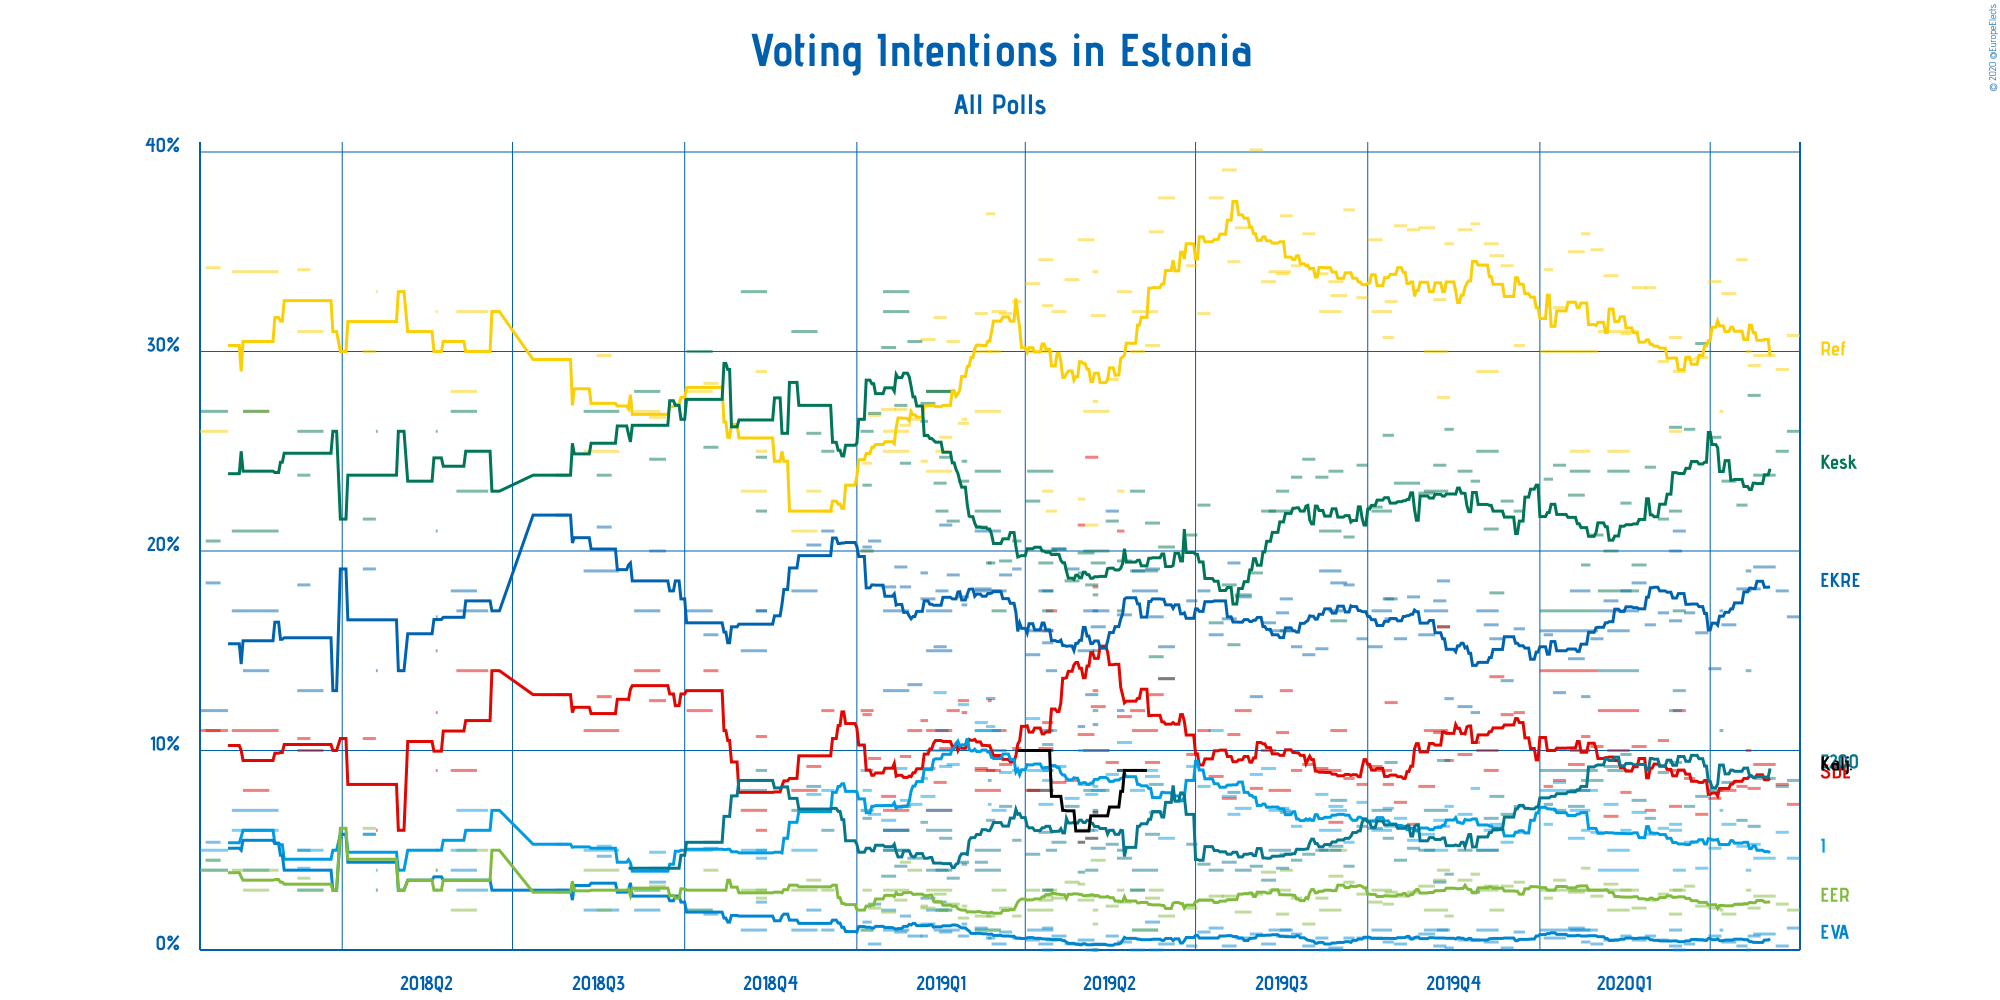 Voting Intentions in Estonia
All Polls
© 2020 @EuropeElects
40%
30%
20%
10%
0%
Ref
Kesk
EKRE
SDE
I
EER
EVA
2018Q2
2018Q3
2018Q4
2019Q1
2019Q2
2019Q3
2019Q4
2020Q1